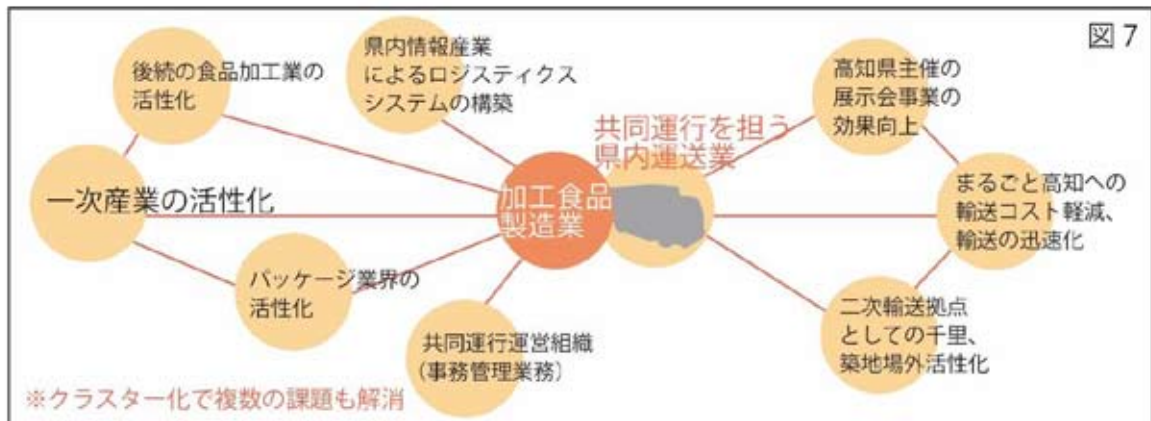 図7
後続の食品加工業の
活性化
県内情報産業
によるロジスティクス
システムの構築
高知県主催の
展示会事業の
効果向上
共同運行を担う
県内運送業
一次産業の活性化
加工食品
製造業
まるごと高知への
輸送コスト軽減、
輸送の迅速化
パッケージ業界の
活性化
共同運行運営組織
(事務管理業務)
二次輸送拠点
としての千里、
築地場外活性化
※クラスター化で複数の課題も解消